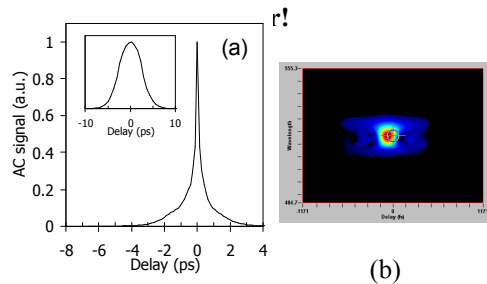 r!
(a)
AC signal (a.u.)
1
0.8
0.6
0.4
0.2
0
-10 0 10
Delay (ps)
-8 -6 -4 -2 0 2 4
Delay (ps)
555.3
Wavelength
484.2
-1171 0 1171
Delay (fs)
(b)